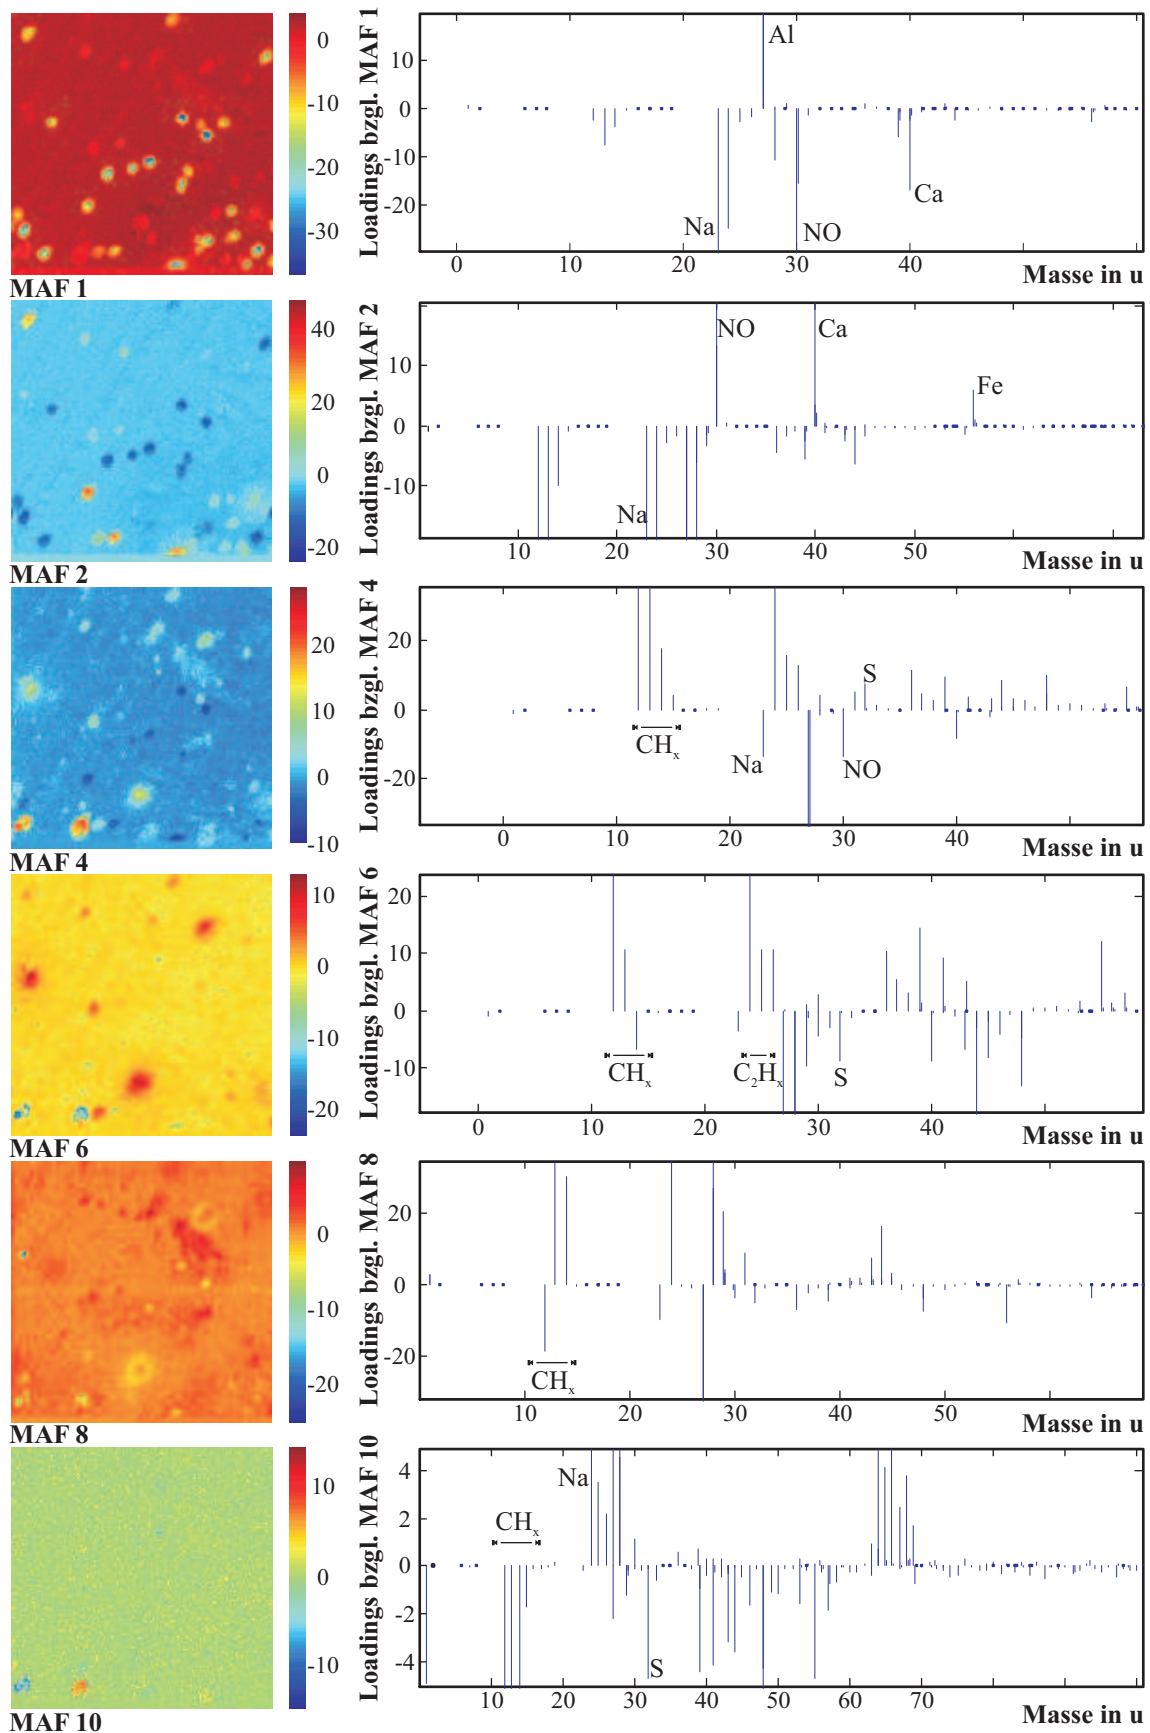 0
-10
-20
-30
MAF 1
Loadings bzgl. MAF 1
10
0
-10
-20
Al
Na
NO
Ca
0 10 20 30 40
Masse in u
40
20
0
-20
MAF 2
Loadings bzgl. MAF 2
10
0
-10
NO
Ca
Fe
Na
10 20 30 40 50
Masse in u
20
10
0
-10
MAF 4
Loadings bzgl. MAF 4
20
0
-20
S
CHx
Na
NO
0 10 20 30 40
Masse in u
10
0
-10
-20
MAF 6
Loadings bzgl. MAF 6
20
10
0
-10
CHx
C2Hx
S
0 10 20 30 40
Masse in u
0
-10
-20
MAF 8
Loadings bzgl. MAF 8
20
0
-20
CHx
10 20 30 40 50
Masse in u
10
0
-10
MAF 10
Loadings bzgl. MAF 10
4
2
0
-2
-4
Na
CHx
S
10 20 30 40 50 60 70
Masse in u